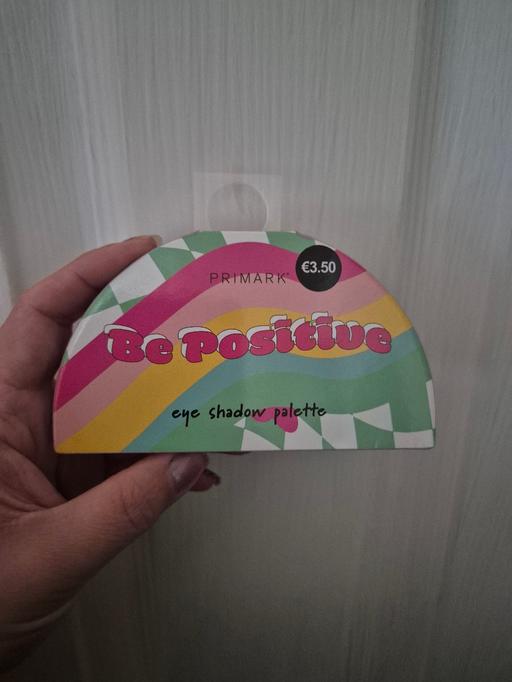 PRIMARK®
€3.50
Be Positive
eye shadow palette